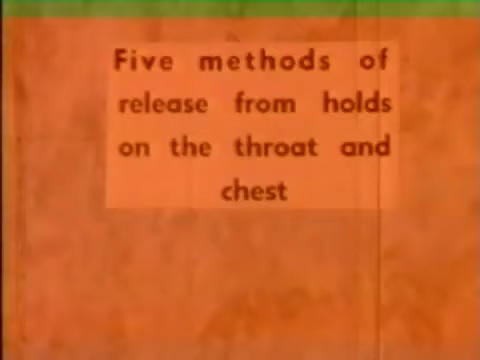 Five methods of
release from holds
on the throat and
chest